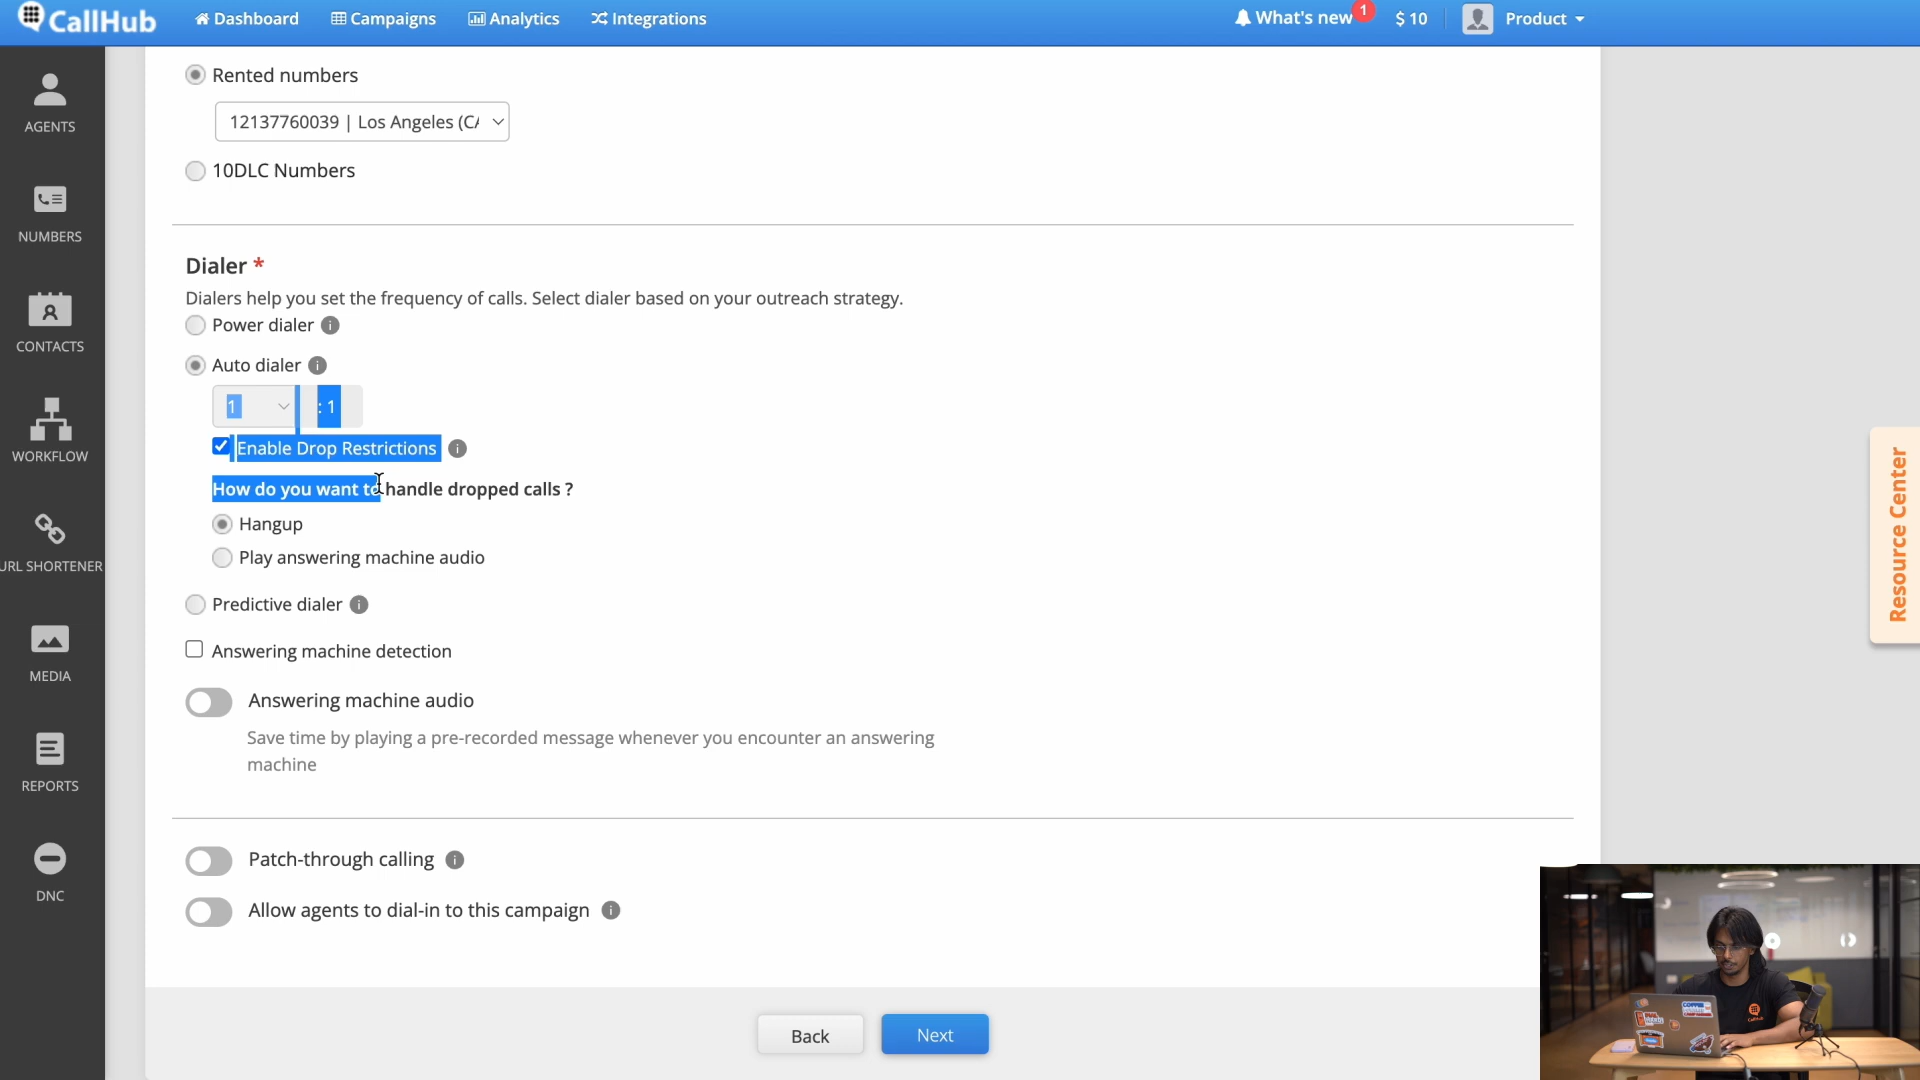 CallHub
Dashboard
Campaigns
Analytics
Integrations
What's new
1
$ 10
Product
AGENTS
NUMBERS
CONTACTS
WORKFLOW
URL SHORTENER
MEDIA
REPORTS
DNC
Rented numbers
12137760039 | Los Angeles (CA
10DLC Numbers
Dialer *
Dialers help you set the frequency of calls. Select dialer based on your outreach strategy.
Power dialer
Auto dialer
1 : 1
Enable Drop Restrictions
How do you want to handle dropped calls ?
Hangup
Play answering machine audio
Predictive dialer
Answering machine detection
Answering machine audio
Save time by playing a pre-recorded message whenever you encounter an answering
machine
Patch-through calling
Allow agents to dial-in to this campaign
Back
Next
Resource Center